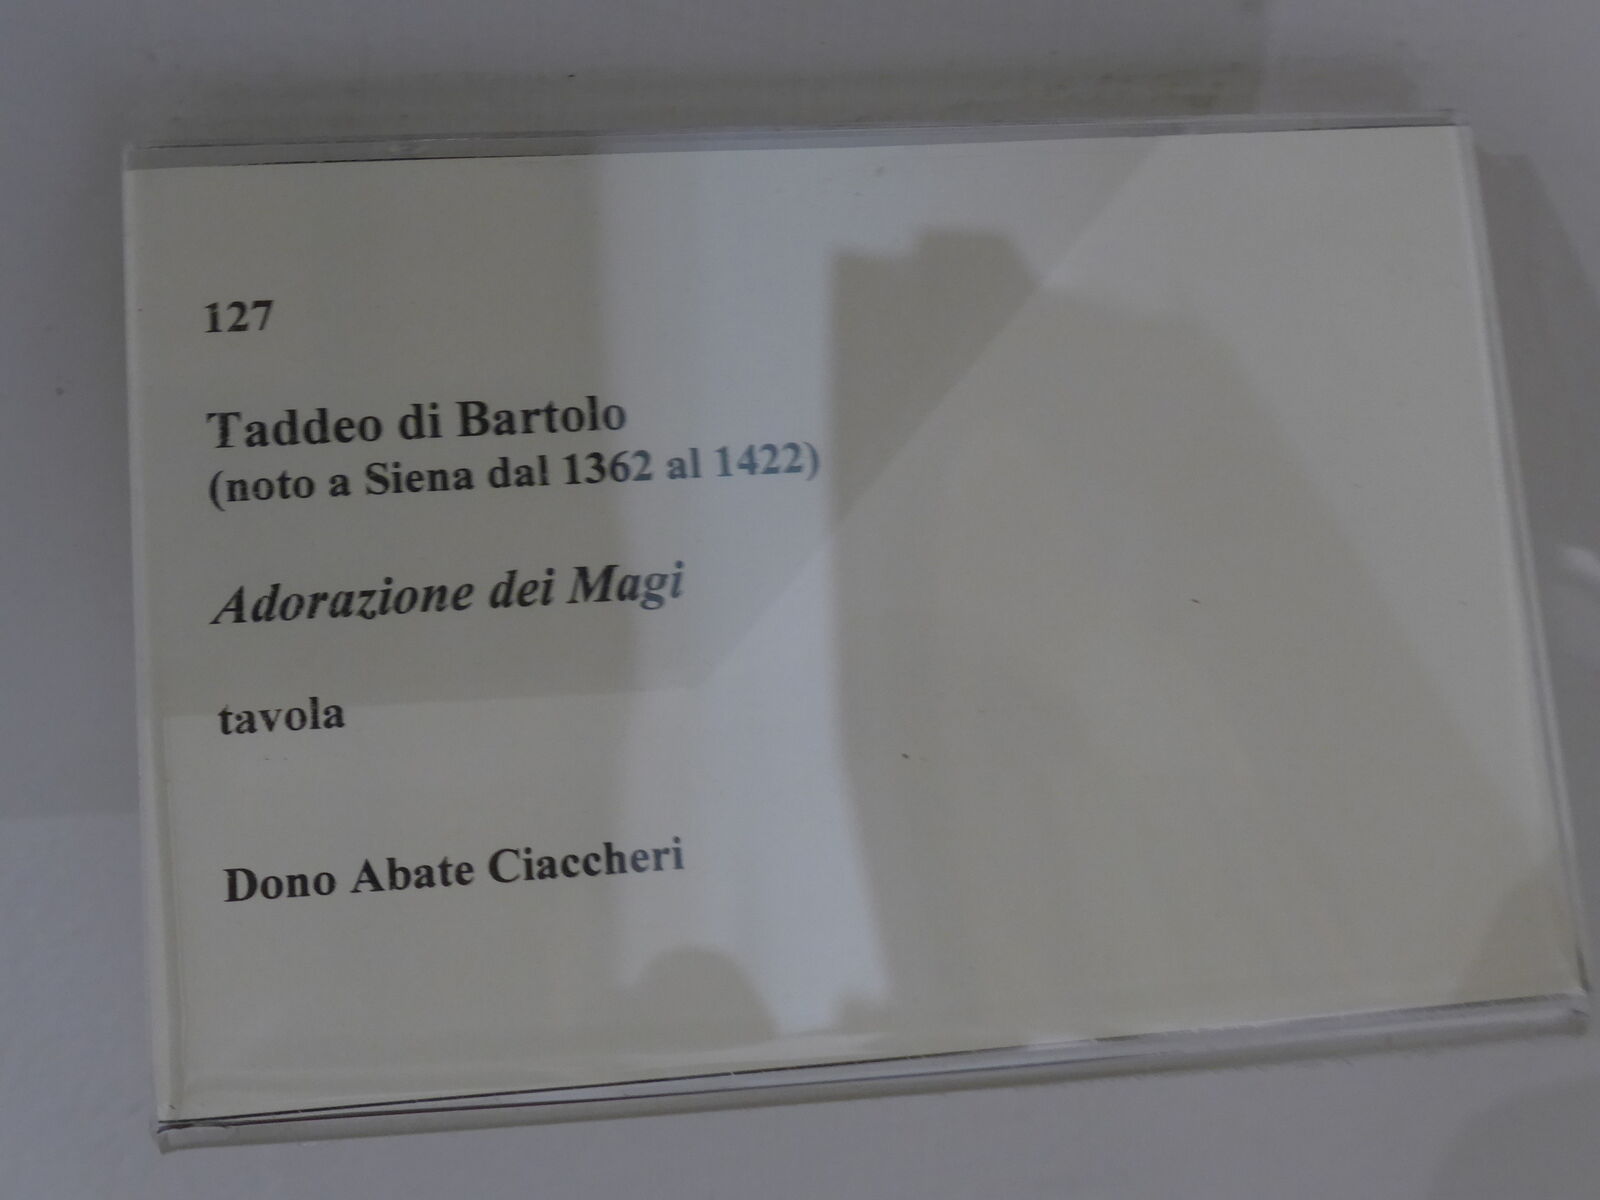 127
Taddeo di Bartolo
(noto a Siena dal 1362 al 1422)
Adorazione dei Magi
tavola
Dono Abate Ciaccheri